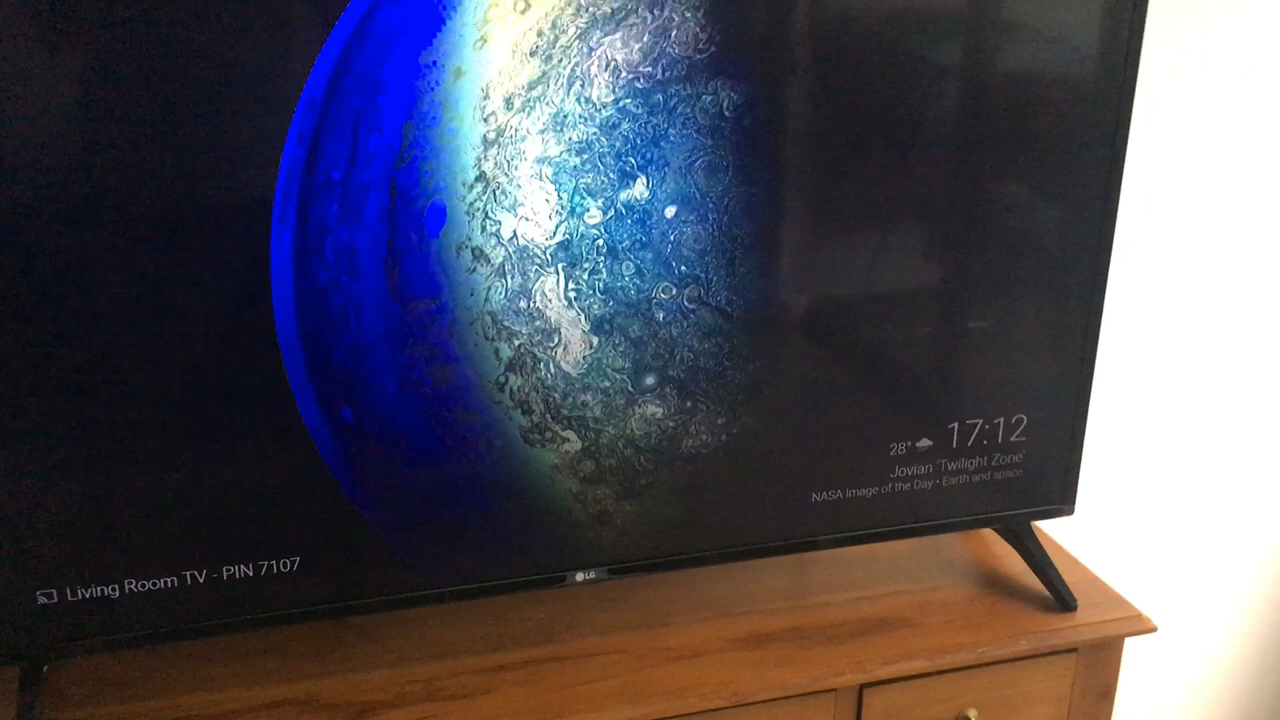 28° 17:12
Jovian 'Twilight Zone'
NASA Image of the Day • Earth and space
Living Room TV - PIN 7107
LG